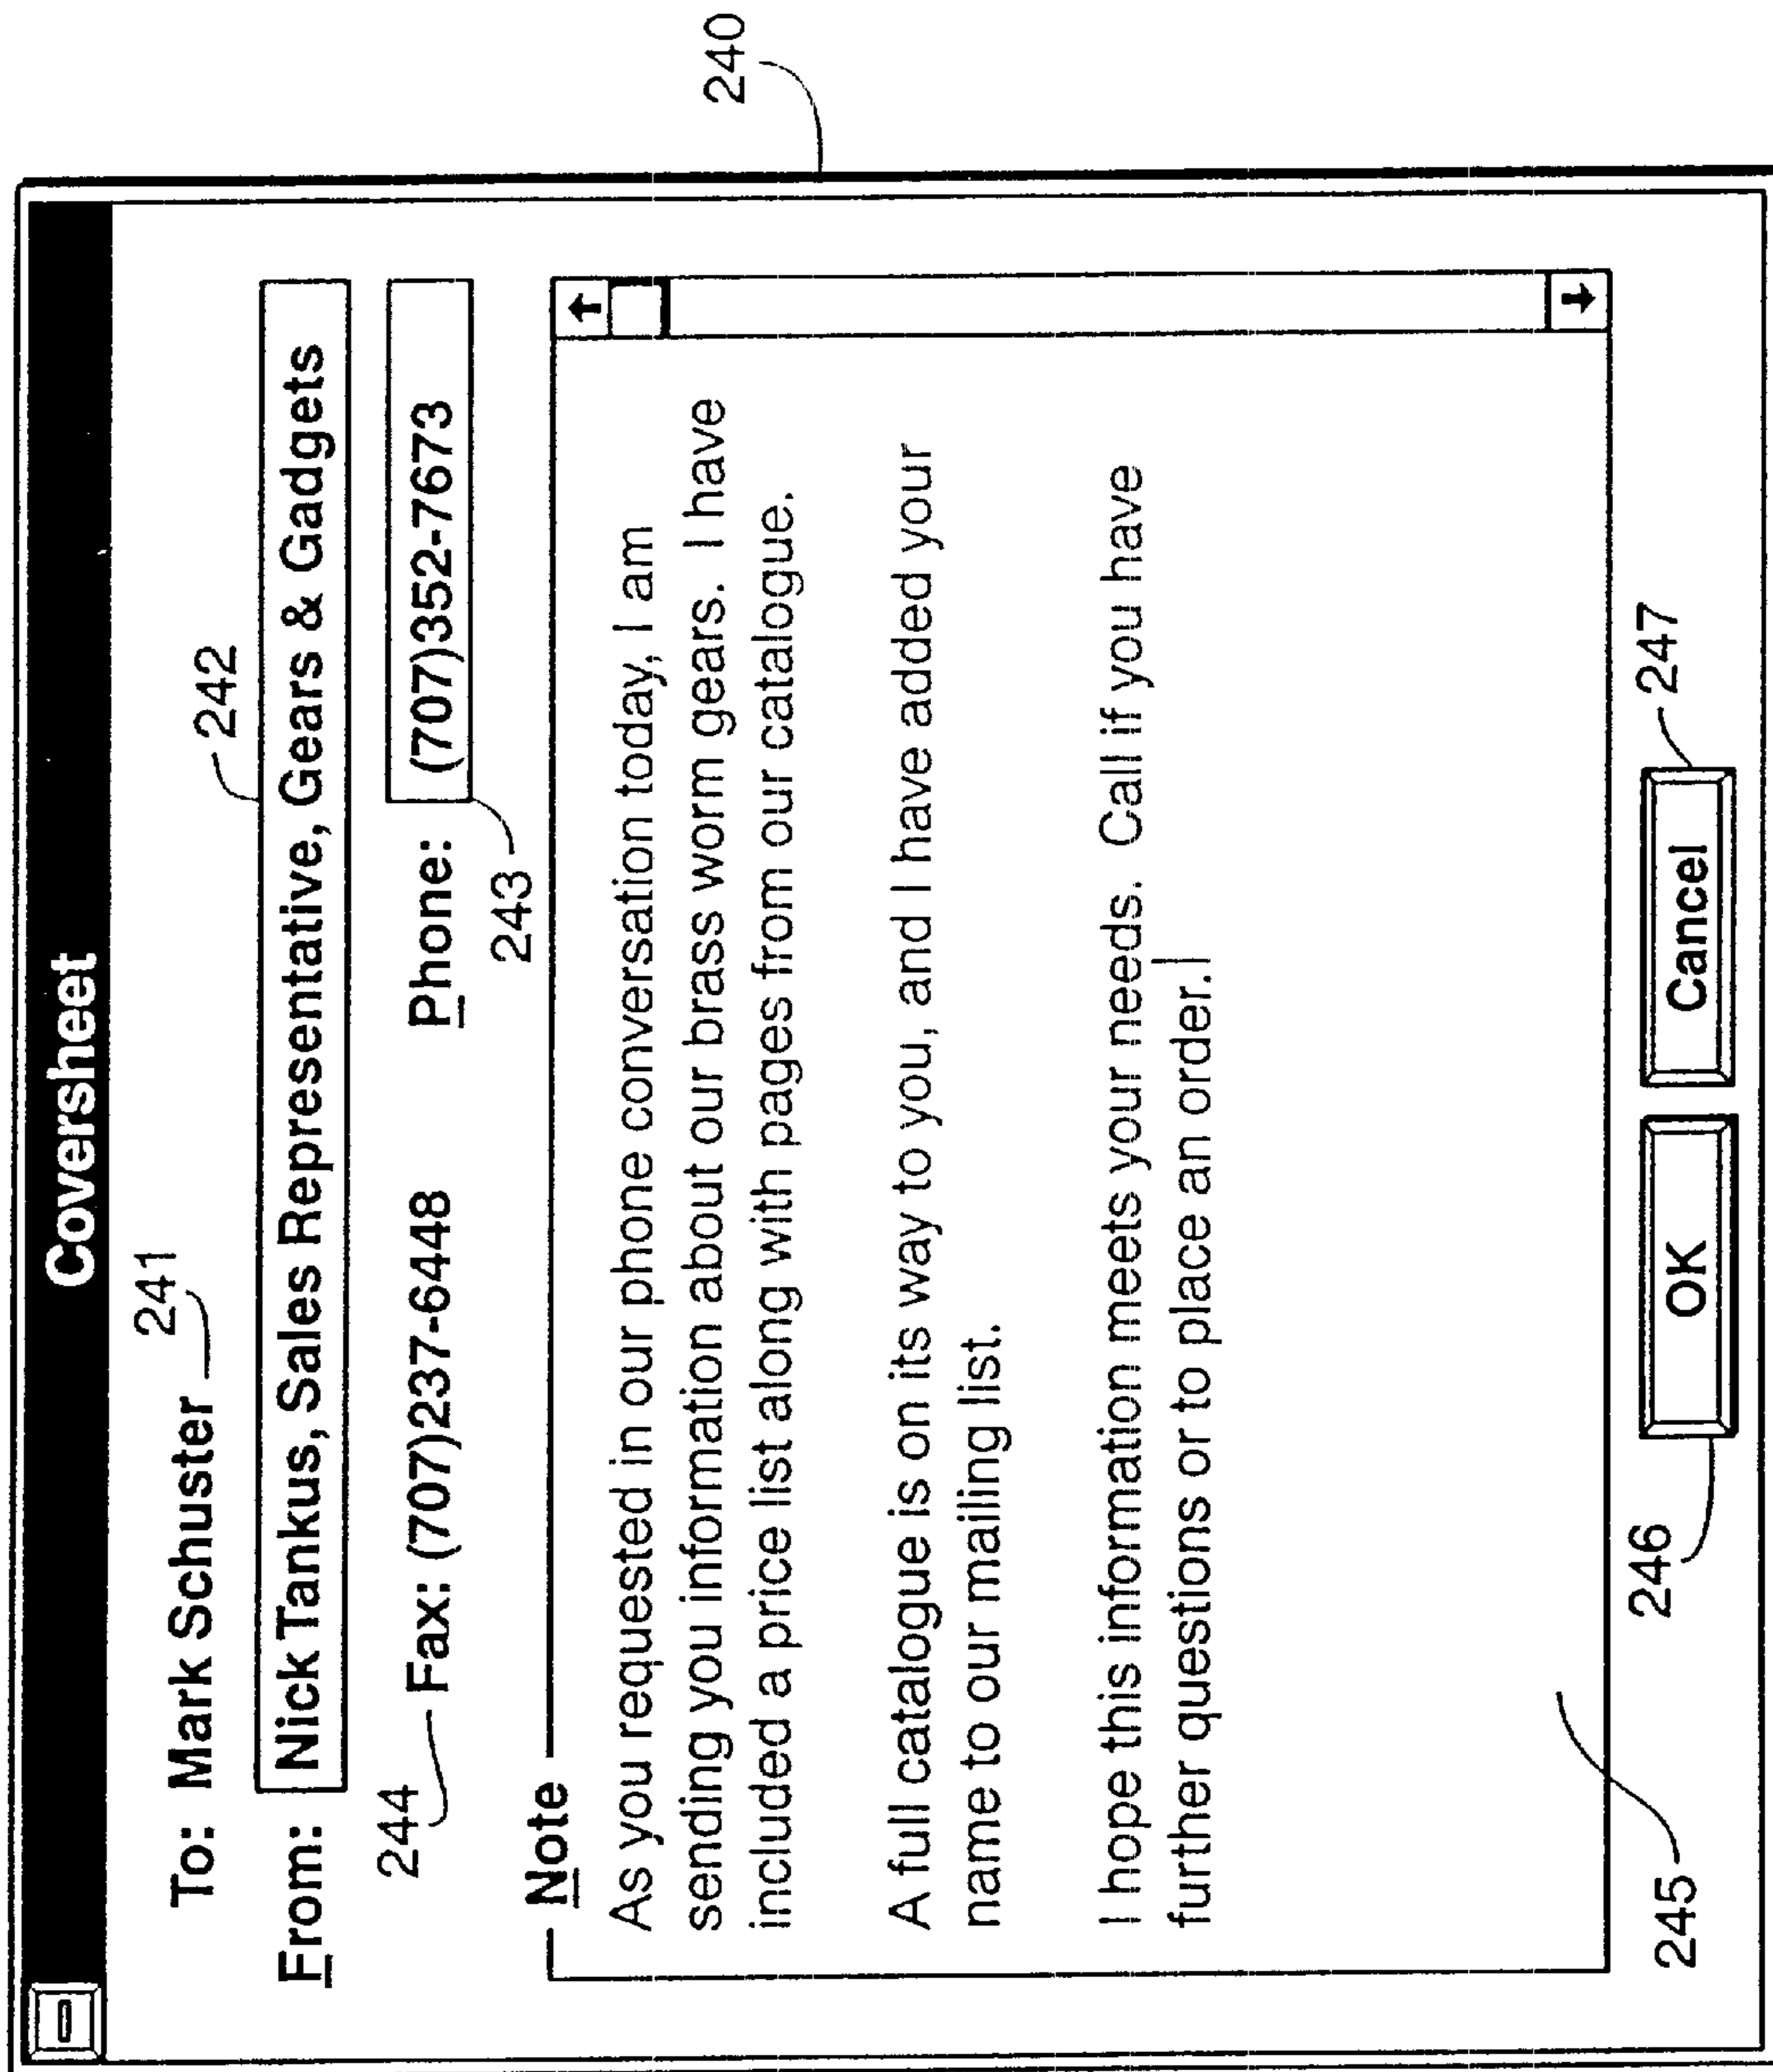 240
Coversheet
To: Mark Schuster 241
242
From: Nick Tankus, Sales Representative, Gears & Gadgets
244 Fax: (707)237-6448 Phone: (707)352-7673
243
Note
As you requested in our phone conversation today, I am
sending you information about our brass worm gears. I have
included a price list along with pages from our catalogue.
A full catalogue is on its way to you, and I have added your
name to our mailing list.
I hope this information meets your needs. Call if you have
further questions or to place an order.
OK Cancel
245 246 247